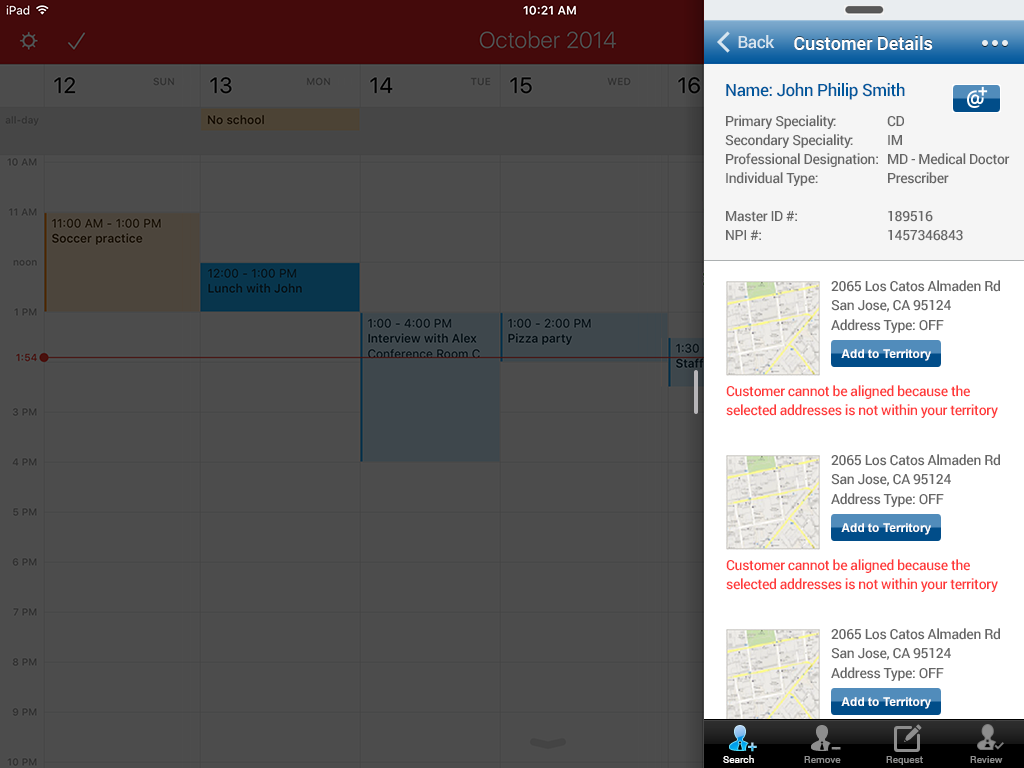 iPad
10:21 AM
October 2014
12 SUN 13 MON 14 TUE 15 WED 16
all-day
No school
10 AM
11 AM
11:00 AM - 1:00 PM
Soccer practice
noon
12:00 - 1:00 PM
Lunch with John
1 PM
1:00 - 4:00 PM
Interview with Alex
Conference Room C
1:00 - 2:00 PM
Pizza party
1:30
Staff
1:54
3 PM
4 PM
5 PM
6 PM
7 PM
8 PM
9 PM
10 PM
Back Customer Details
Name: John Philip Smith
@+
Primary Speciality: CD
Secondary Speciality: IM
Professional Designation: MD - Medical Doctor
Individual Type: Prescriber
Master ID #: 189516
NPI #: 1457346843
2065 Los Catos Almaden Rd
San Jose, CA 95124
Address Type: OFF
Add to Territory
Customer cannot be aligned because the
selected addresses is not within your territory
2065 Los Catos Almaden Rd
San Jose, CA 95124
Address Type: OFF
Add to Territory
Customer cannot be aligned because the
selected addresses is not within your territory
2065 Los Catos Almaden Rd
San Jose, CA 95124
Address Type: OFF
Add to Territory
Search Remove Request Review